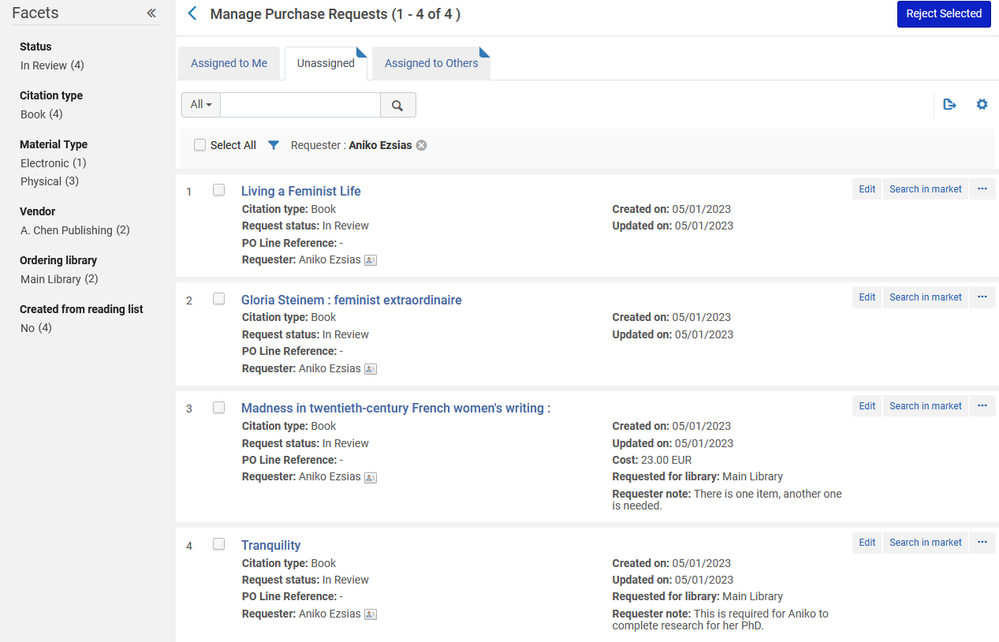 Facets
Status
In Review (4)
Citation type
Book (4)
Material Type
Electronic (1)
Physical (3)
Vendor
A. Chen Publishing (2)
Ordering library
Main Library (2)
Created from reading list
No (4)
Manage Purchase Requests (1 - 4 of 4 )
Reject Selected
Assigned to Me
Unassigned
Assigned to Others
All
Select All
Requester : Aniko Ezsias
1
Living a Feminist Life
Edit
Search in market
Citation type: Book
Request status: In Review
PO Line Reference: -
Requester: Aniko Ezsias
Created on: 05/01/2023
Updated on: 05/01/2023
2
Gloria Steinem : feminist extraordinaire
Edit
Search in market
Citation type: Book
Request status: In Review
PO Line Reference: -
Requester: Aniko Ezsias
Created on: 05/01/2023
Updated on: 05/01/2023
3
Madness in twentieth-century French women's writing :
Edit
Search in market
Citation type: Book
Request status: In Review
PO Line Reference: -
Requester: Aniko Ezsias
Created on: 05/01/2023
Updated on: 05/01/2023
Cost: 23.00 EUR
Requested for library: Main Library
Requester note: There is one item, another one
is needed.
4
Tranquility
Edit
Search in market
Citation type: Book
Request status: In Review
PO Line Reference: -
Requester: Aniko Ezsias
Created on: 05/01/2023
Updated on: 05/01/2023
Requested for library: Main Library
Requester note: This is required for Aniko to
complete research for her PhD.